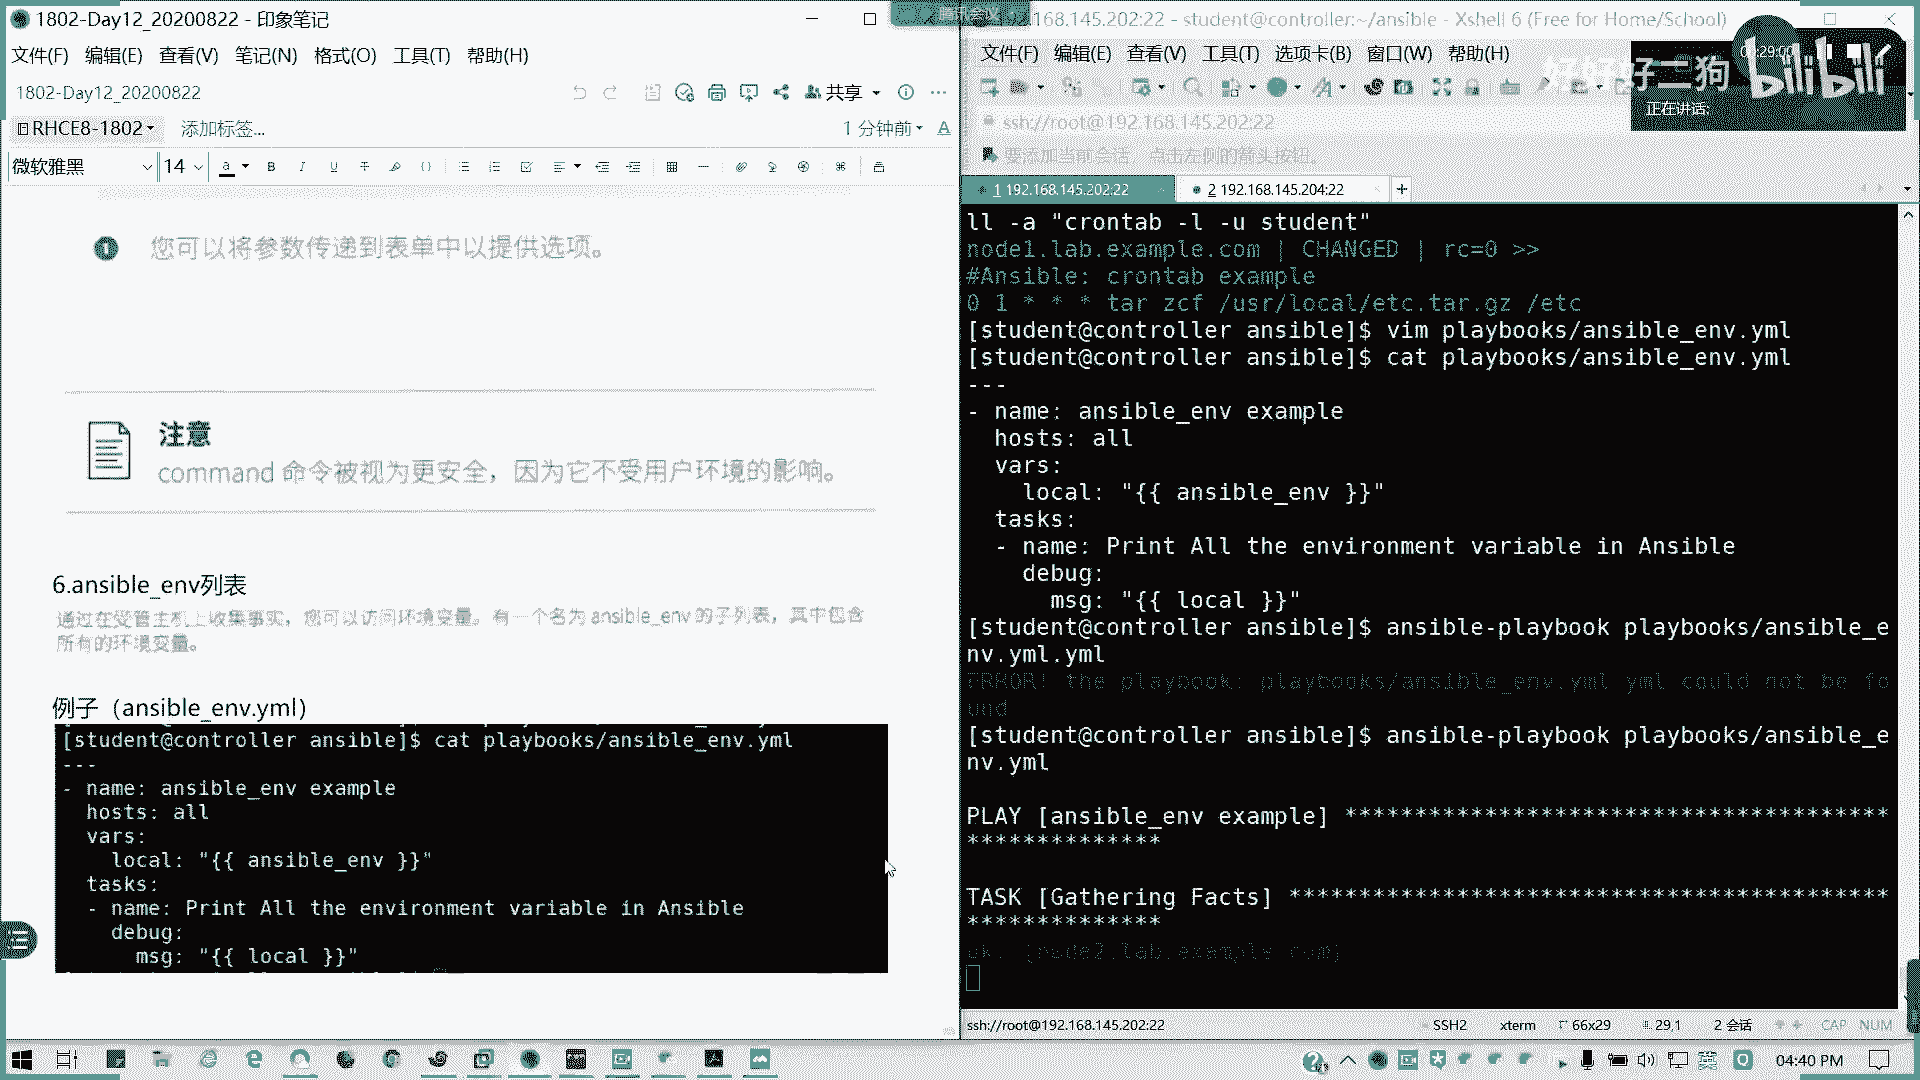 1802-Day12_20200822 - 印象笔记
文件(F) 编辑(E) 查看(V) 笔记(N) 格式(O) 工具(T) 帮助(H)
1802-Day12_20200822
共享
RHCE8-1802
添加标签...
1 分钟前
微软雅黑
14
1 您可以将参数传递到表单中以提供选项。
注意
command 命令被视为更安全，因为它不受用户环境的影响。
6.ansible_env列表
通过在受管主机上收集事实，您可以访问环境变量。有一个名为 ansible_env 的子列表，其中包含
所有的环境变量。
例子（ansible_env.yml）
[student@controller ansible]$ cat playbooks/ansible_env.yml
---
- name: ansible_env example
  hosts: all
  vars:
    local: "{{ ansible_env }}"
  tasks:
  - name: Print All the environment variable in Ansible
    debug:
      msg: "{{ local }}"
腾讯会议
168.145.202:22 - student@controller:~/ansible - Xshell 6 (Free for Home/School)
文件(F) 编辑(E) 查看(V) 工具(T) 选项卡(B) 窗口(W) 帮助(H)
好好好二狗
bilibili
29:00
正在讲话:
ssh://root@192.168.145.202:22
要添加当前会话，点击左侧的箭头按钮。
1 192.168.145.202:22
2 192.168.145.204:22
ll -a "crontab -l -u student"
node1.lab.example.com | CHANGED | rc=0 >>
#Ansible: crontab example
0 1 * * * tar zcf /usr/local/etc.tar.gz /etc
[student@controller ansible]$ vim playbooks/ansible_env.yml
[student@controller ansible]$ cat playbooks/ansible_env.yml
---
- name: ansible_env example
  hosts: all
  vars:
    local: "{{ ansible_env }}"
  tasks:
  - name: Print All the environment variable in Ansible
    debug:
      msg: "{{ local }}"
[student@controller ansible]$ ansible-playbook playbooks/ansible_e
nv.yml.yml
ERROR! the playbook: playbooks/ansible_env.yml.yml could not be fo
und
[student@controller ansible]$ ansible-playbook playbooks/ansible_e
nv.yml
PLAY [ansible_env example] ****************************************
**************
TASK [Gathering Facts] ********************************************
**************
ok: [node2.lab.example.com]
ssh://root@192.168.145.202:22
SSH2
xterm
66x29
29,1
2 会话
CAP NUM
英
04:40 PM